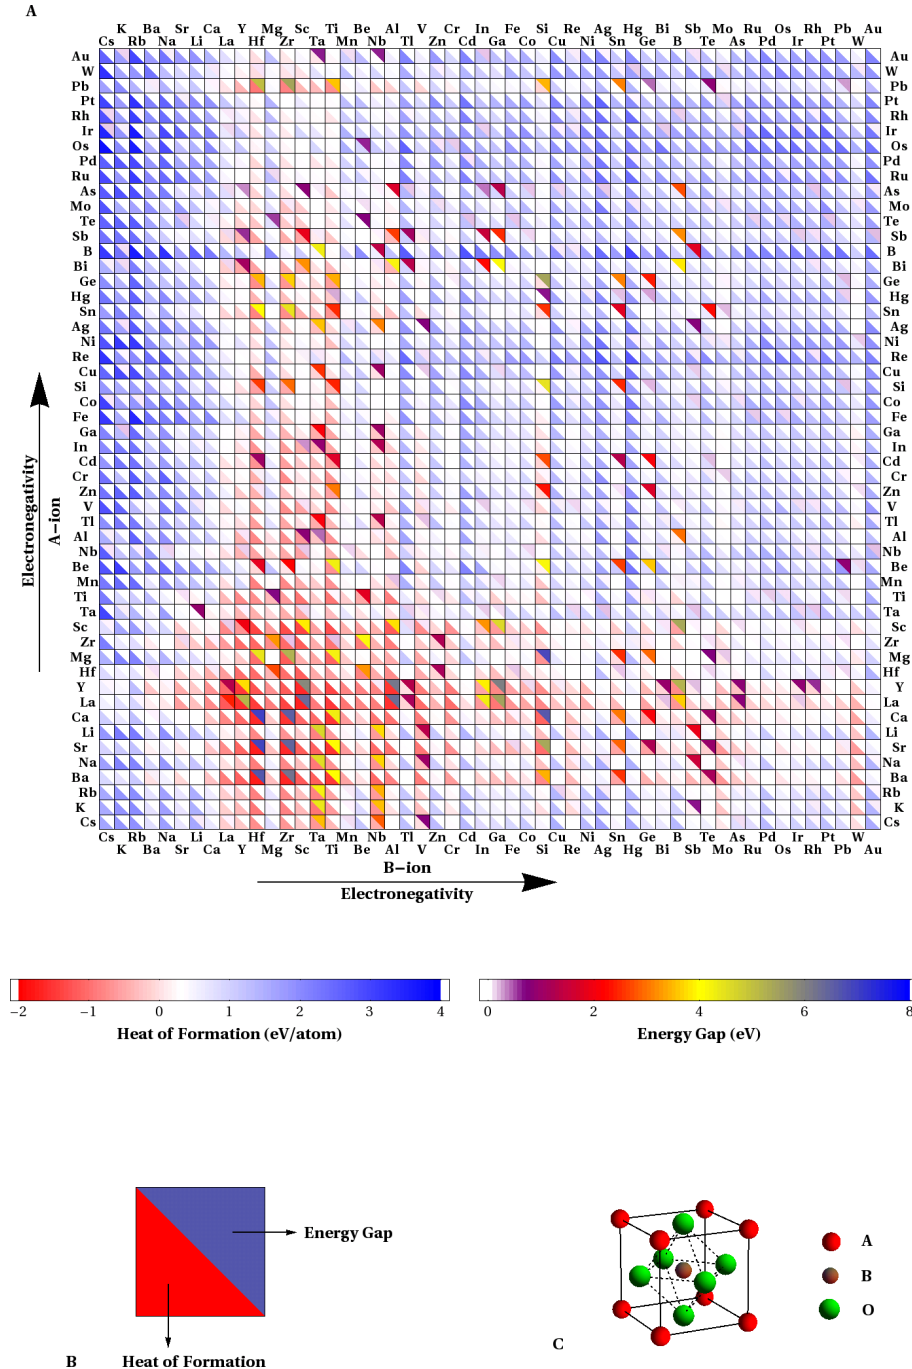 A
K Ba Sr Ca Y Mg Sc Ti Be Al V Cr In Fe Co Cu Re Ag Hg Bi B Te As Pd Ir Pt Pb Au
Cs Rb Na Li La Hf Zr Ta Mn Nb Tl Zn Cd Ga Si Ni Sn Ge Sb Mo Ru Os Rh W
Au Au
W W
Pb Pb
Pt Pt
Rh Rh
Ir Ir
Os Os
Pd Pd
Ru Ru
As As
Mo Mo
Te Te
Sb Sb
B B
Bi Bi
Ge Ge
Hg Hg
Sn Sn
Ag Ag
Ni Ni
Re Re
Cu Cu
Si Si
Co Co
Fe Fe
Ga Ga
In In
Cd Cd
Cr Cr
Zn Zn
V V
Tl Tl
Al Al
Nb Nb
Be Be
Mn Mn
Ti Ti
Ta Ta
Sc Sc
Zr Zr
Mg Mg
Hf Hf
Y Y
La La
Ca Ca
Li Li
Sr Sr
Na Na
Ba Ba
Rb Rb
K K
Cs Cs
Electronegativity
A−ion
Cs Rb Na Li La Hf Zr Ta Mn Nb Tl Zn Cd Ga Si Cu Ni Sn Ge B Te As Pd Ir Pt W
K Ba Sr Ca Y Mg Sc Ti Be Al V Cr In Fe Co Re Ag Hg Bi Sb Mo Ru Os Rh Pb Au
B−ion
Electronegativity
−2 −1 0 1 2 3 4
Heat of Formation (eV/atom)
0 2 4 6 8
Energy Gap (eV)
Energy Gap
Heat of Formation
B
A
B
O
C